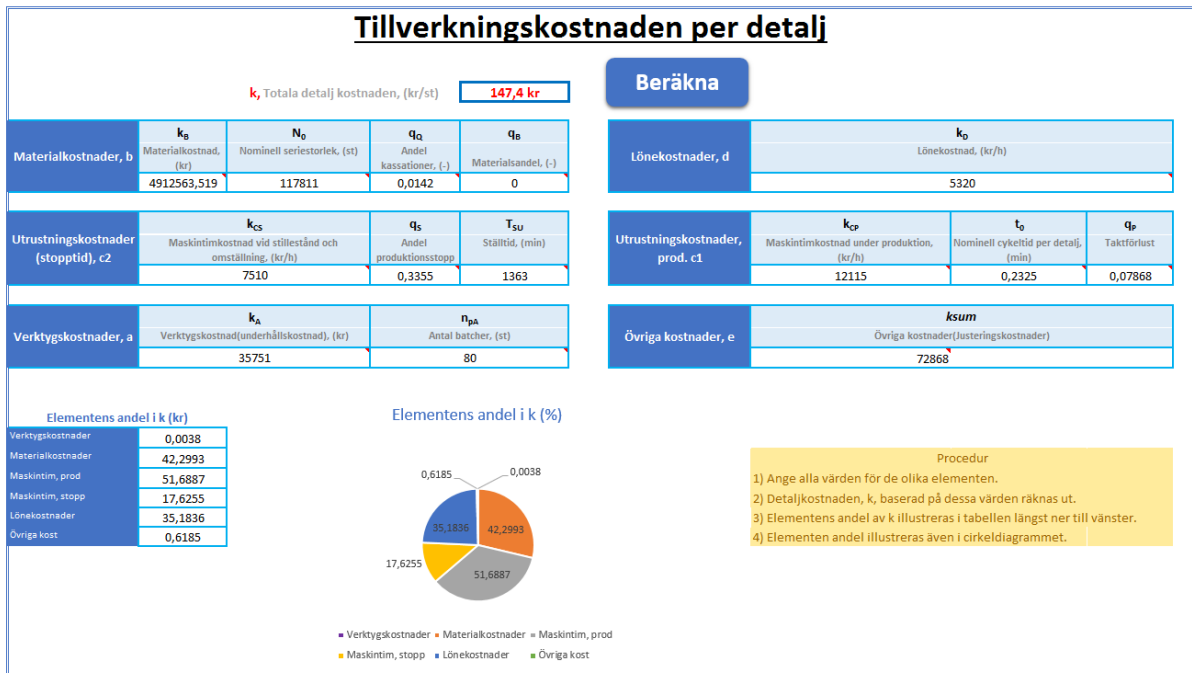 Tillverkningskostnaden per detalj
k, Totala detalj kostnaden, (kr/st)
147,4 kr
Beräkna
Materialkostnader, b
kB
Materialkostnad, (kr)
4912563,519
N0
Nominell seriestorlek, (st)
117811
qQ
Andel kassationer, (-)
0,0142
qB
Materialsandel, (-)
0
Lönekostnader, d
kD
Lönekostnad, (kr/h)
5320
Utrustningskostnader (stopptid), c2
kCS
Maskintimkostnad vid stillestånd och omställning, (kr/h)
7510
qS
Andel produktionsstopp
0,3355
TSU
Ställtid, (min)
1363
Utrustningskostnader, prod. c1
kCP
Maskintimkostnad under produktion, (kr/h)
12115
t0
Nominell cykeltid per detalj, (min)
0,2325
qP
Taktförlust
0,07868
Verktygskostnader, a
kA
Verktygskostnad(underhållskostnad), (kr)
35751
npA
Antal batcher, (st)
80
Övriga kostnader, e
ksum
Övriga kostnader(Justeringskostnader)
72868
Elementens andel i k (kr)
Verktygskostnader 0,0038
Materialkostnader 42,2993
Maskintim, prod 51,6887
Maskintim, stopp 17,6255
Lönekostnader 35,1836
Övriga kost 0,6185
Elementens andel i k (%)
0,6185
0,0038
35,1836
42,2993
17,6255
51,6887
Verktygskostnader Materialkostnader Maskintim, prod
Maskintim, stopp Lönekostnader Övriga kost
Procedur
1) Ange alla värden för de olika elementen.
2) Detaljkostnaden, k, baserad på dessa värden räknas ut.
3) Elementens andel av k illustreras i tabellen längst ner till vänster.
4) Elementen andel illustreras även i cirkeldiagrammet.